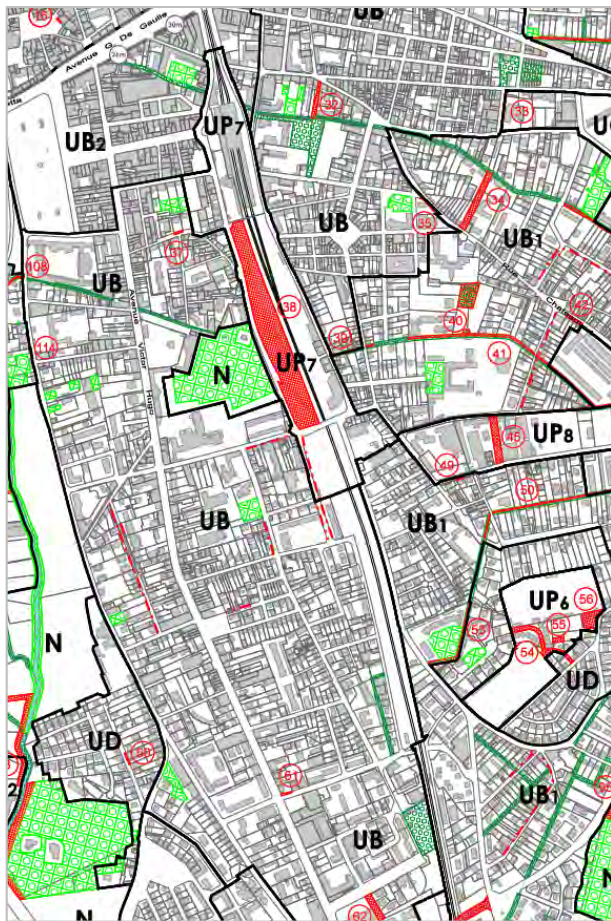 16
30m
Avenue G. De Gaulle
30m
UB
32
33
UP7
UB2
34
35
UB
UB1
37
108
UB
38
42
39
40
114
Avenue
41
UP7
N
Victor
Hugo
45
UP8
49
50
UB
UB1
56
UP6
55
53
54
N
UD
UD
61
UB1
UB
N
62
N